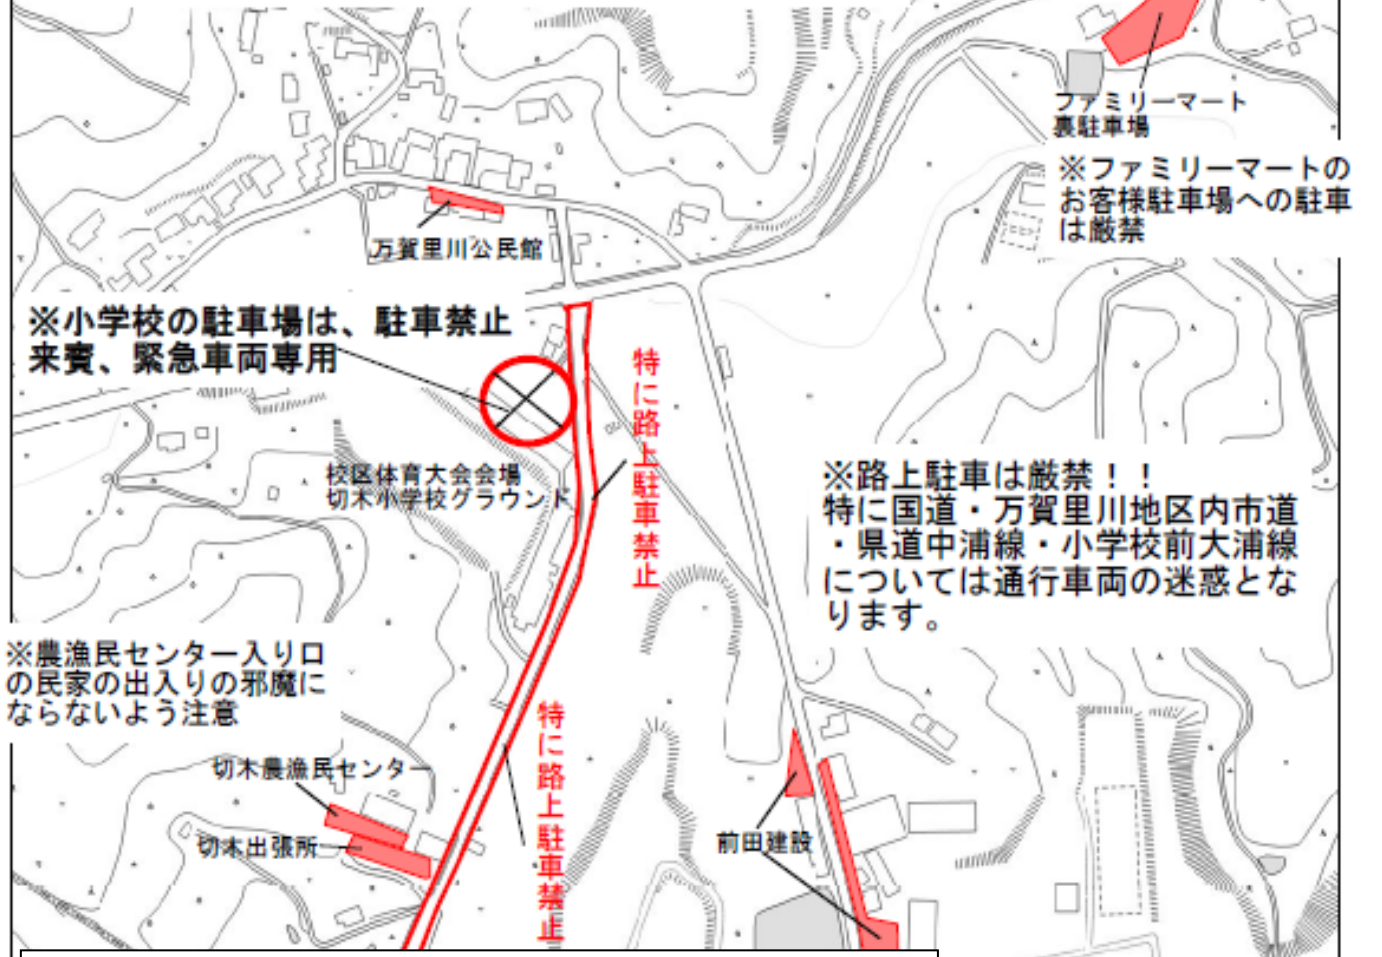 ファミリーマート
裏駐車場
※ファミリーマートの
お客様駐車場への駐車
は厳禁
万賀里川公民館
※小学校の駐車場は、駐車禁止
来賓、緊急車両専用
特に路上駐車禁止
校区体育大会会場
切木小学校グラウンド
※路上駐車は厳禁！！
特に国道・万賀里川地区内市道
・県道中浦線・小学校前大浦線
については通行車両の迷惑とな
ります。
※農漁民センター入り口
の民家の出入りの邪魔に
ならないよう注意
特に路上駐車禁止
切木農漁民センター
切木出張所
前田建設